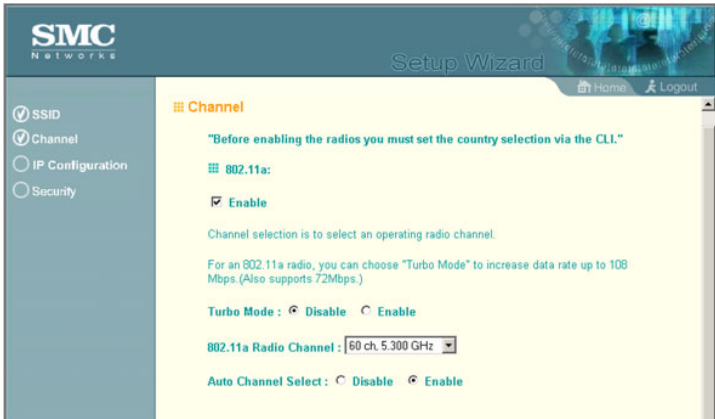 SMC
Networks
Setup Wizard
Home
Logout
SSID
Channel
IP Configuration
Security
Channel
"Before enabling the radios you must set the country selection via the CLI."
802.11a:
Enable
Channel selection is to select an operating radio channel.
For an 802.11a radio, you can choose "Turbo Mode" to increase data rate up to 108
Mbps.(Also supports 72Mbps.)
Turbo Mode : Disable Enable
802.11a Radio Channel : 60 ch, 5.300 GHz
Auto Channel Select : Disable Enable